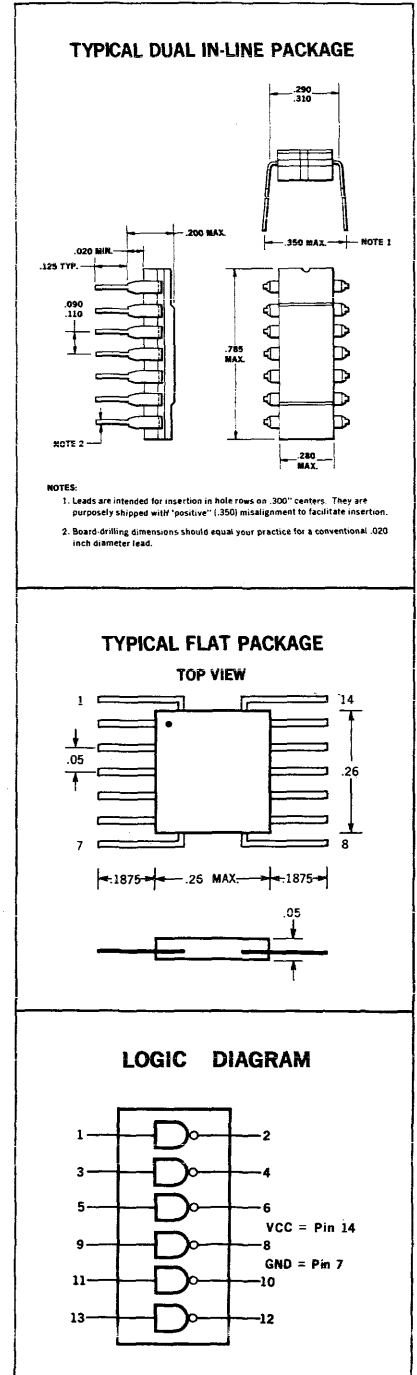 TYPICAL DUAL IN-LINE PACKAGE
.290
.310
.350 MAX.
NOTE 1
.200 MAX.
.020 MIN.
.125 TYP.
.090
.110
.785
MAX.
NOTE 2
.280
MAX.
NOTES:
1. Leads are intended for insertion in hole rows on .300" centers. They are
purposely shipped with "positive" (.350) misalignment to facilitate insertion.
2. Board-drilling dimensions should equal your practice for a conventional .020
inch diameter lead.
TYPICAL FLAT PACKAGE
TOP VIEW
1
14
.05
.26
7
8
.1875
.25 MAX.
.1875
.05
LOGIC DIAGRAM
1
2
3
4
5
6
VCC = Pin 14
9
8
GND = Pin 7
11
10
13
12